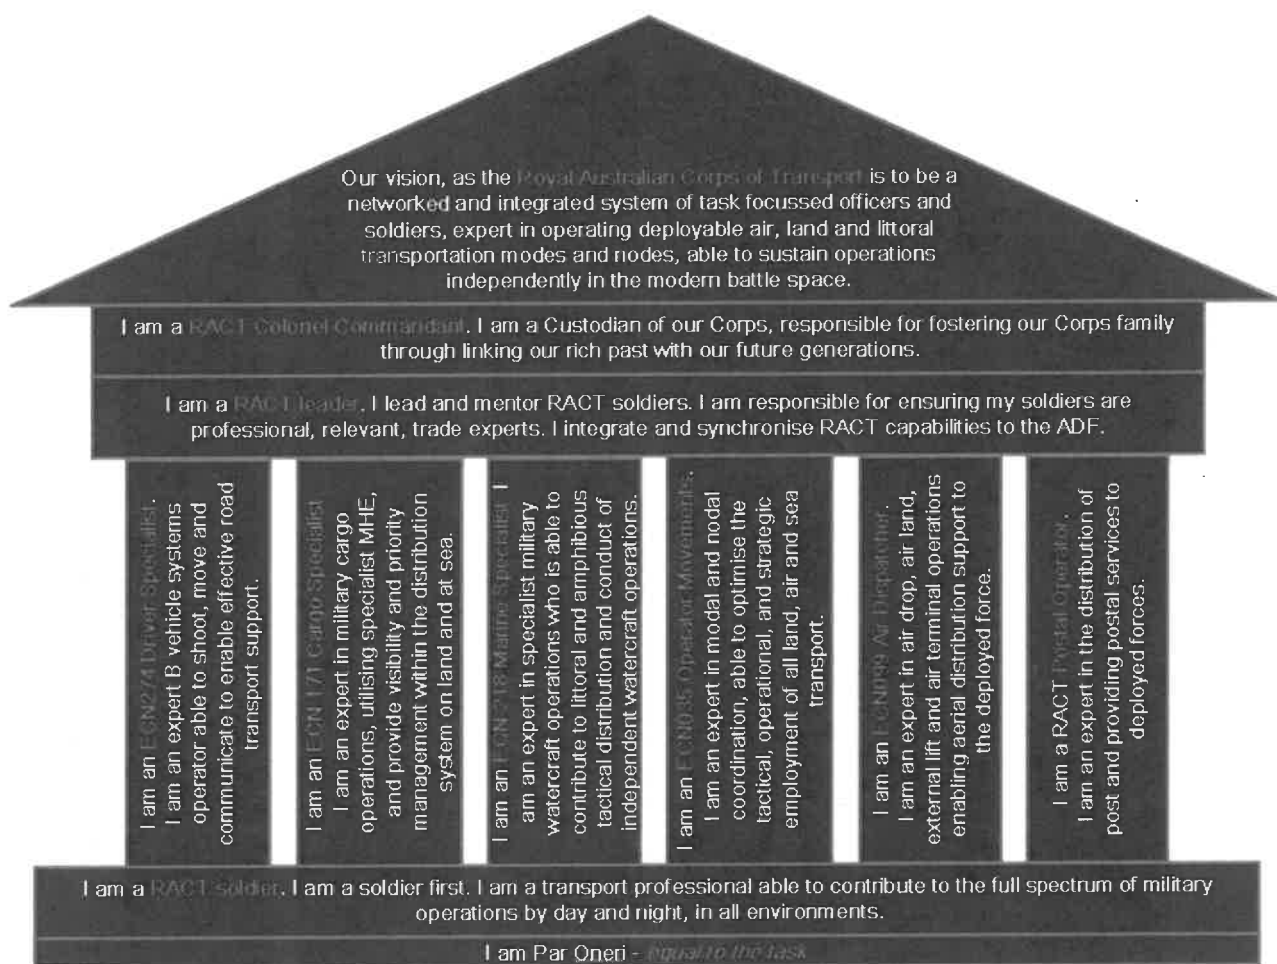 Our vision, as the Royal Australian Corps of Transport is to be a
networked and integrated system of task focussed officers and
soldiers, expert in operating deployable air, land and littoral
transportation modes and nodes, able to sustain operations
independently in the modern battle space.
I am a RACT Colonel Commandant. I am a Custodian of our Corps, responsible for fostering our Corps family
through linking our rich past with our future generations.
I am a RACT leader. I lead and mentor RACT soldiers. I am responsible for ensuring my soldiers are
professional, relevant, trade experts. I integrate and synchronise RACT capabilities to the ADF.
I am an ECN274 Driver Specialist.
I am an expert B vehicle systems
operator able to shoot, move and
communicate to enable effective road
transport support.
I am an ECN 171 Cargo Specialist
I am an expert in military cargo
operations, utilising specialist MHE,
and provide visibility and priority
management within the distribution
system on land and at sea.
I am an ECN 218 Marine Specialist I
am an expert in specialist military
watercraft operations who is able to
contribute to littoral and amphibious
tactical distribution and conduct of
independent watercraft operations.
I am an ECN035 Operator Movements.
I am an expert in modal and nodal
coordination, able to optimise the
tactical, operational, and strategic
employment of all land, air and sea
transport.
I am an ECN099 Air Dispatcher.
I am an expert in air drop, air land,
external lift and air terminal operations
enabling aerial distribution support to
the deployed force.
I am a RACT Postal Operator.
I am an expert in the distribution of
post and providing postal services to
deployed forces.
I am a RACT soldier. I am a soldier first. I am a transport professional able to contribute to the full spectrum of military
operations by day and night, in all environments.
I am Par Oneri - equal to the task